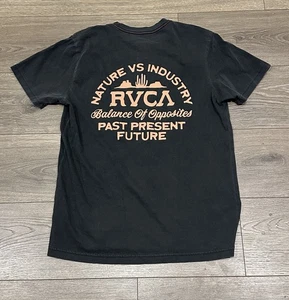 NATURE VS INDUSTRY
RVCA
Balance Of Opposites
PAST PRESENT
FUTURE